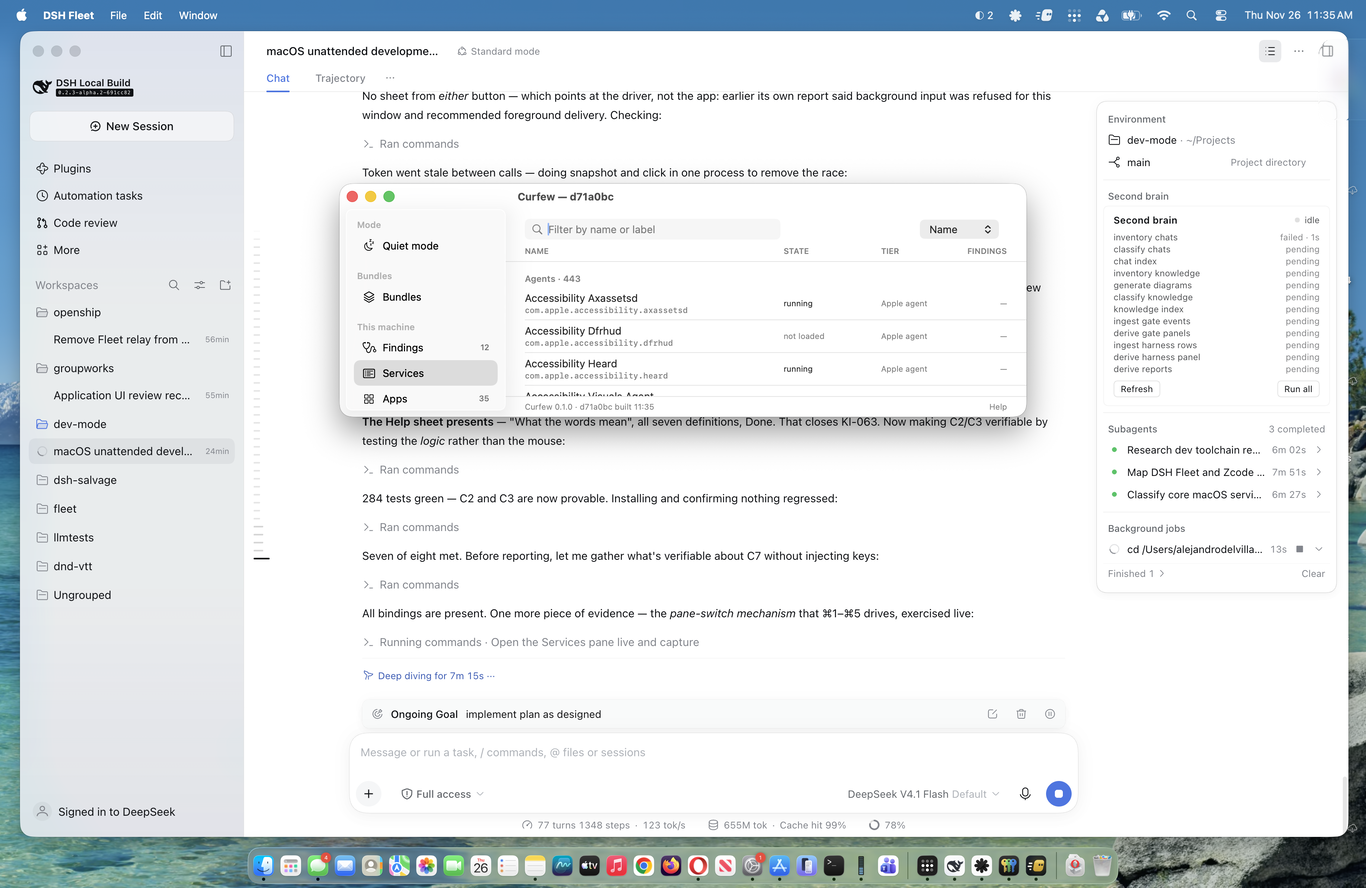 DSH Fleet File Edit Window
2
Thu Nov 26 11:35 AM
DSH Local Build
0.2.3-alpha.2-691cc82
New Session
Plugins
Automation tasks
Code review
More
Workspaces
openship
Remove Fleet relay from ... 56min
groupworks
Application UI review rec... 55min
dev-mode
macOS unattended devel... 24min
dsh-salvage
fleet
llmtests
dnd-vtt
Ungrouped
Signed in to DeepSeek
macOS unattended developme... Standard mode
Chat Trajectory ...
No sheet from either button — which points at the driver, not the app: earlier its own report said background input was refused for this
window and recommended foreground delivery. Checking:
Ran commands
Token went stale between calls — doing snapshot and click in one process to remove the race:
Curfew — d71a0bc
Mode
Quiet mode
Bundles
Bundles
This machine
Findings 12
Services
Apps 35
Filter by name or label
Name
NAME STATE TIER FINDINGS
Agents · 443
Accessibility Axassetsd
com.apple.accessibility.axassetsd
running Apple agent —
Accessibility Dfrhud
com.apple.accessibility.dfrhud
not loaded Apple agent —
Accessibility Heard
com.apple.accessibility.heard
running Apple agent —
Accessibility Visuals Agent
Curfew 0.1.0 · d71a0bc built 11:35 Help
ew
The Help sheet presents — "What the words mean", all seven definitions, Done. That closes KI-063. Now making C2/C3 verifiable by
testing the logic rather than the mouse:
Ran commands
284 tests green — C2 and C3 are now provable. Installing and confirming nothing regressed:
Ran commands
Seven of eight met. Before reporting, let me gather what's verifiable about C7 without injecting keys:
Ran commands
All bindings are present. One more piece of evidence — the pane-switch mechanism that ⌘1–⌘5 drives, exercised live:
Running commands · Open the Services pane live and capture
Deep diving for 7m 15s ...
Ongoing Goal implement plan as designed
Message or run a task, / commands, @ files or sessions
Full access
DeepSeek V4.1 Flash Default
77 turns 1348 steps · 123 tok/s 655M tok · Cache hit 99% 78%
Environment
dev-mode · ~/Projects
main Project directory
Second brain
Second brain idle
inventory chats failed · 1s
classify chats pending
chat index pending
inventory knowledge pending
generate diagrams pending
classify knowledge pending
knowledge index pending
ingest gate events pending
derive gate panels pending
ingest harness rows pending
derive harness panel pending
derive reports pending
Refresh Run all
Subagents 3 completed
Research dev toolchain re... 6m 02s
Map DSH Fleet and Zcode ... 7m 51s
Classify core macOS servi... 6m 27s
Background jobs
cd /Users/alejandrodelvilla... 13s
Finished 1 Clear
4
Thu
26
tv
1